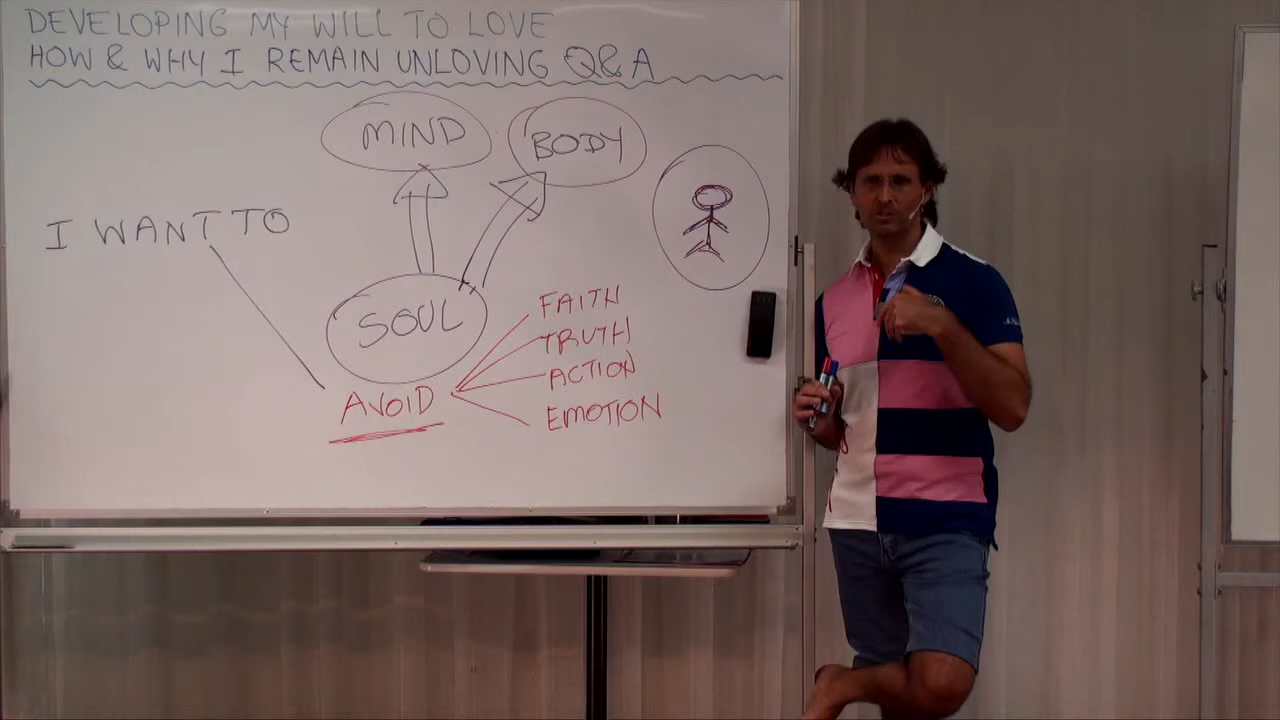 DEVELOPING MY WILL TO LOVE
HOW & WHY I REMAIN UNLOVING Q&A
MIND
BODY
I WANT TO
SOUL
FAITH
TRUTH
ACTION
AVOID
EMOTION